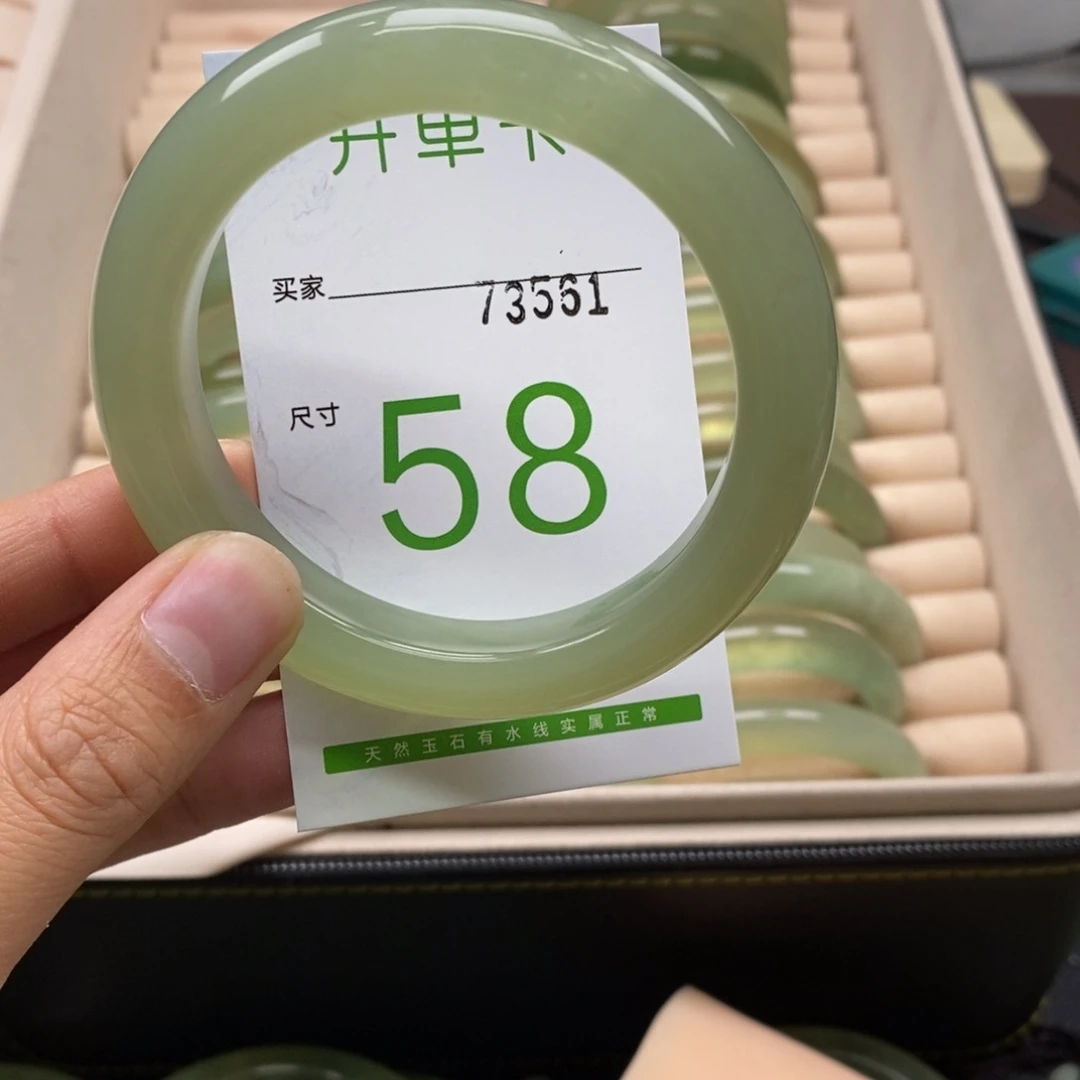 开单卡
买家 73561
尺寸 58
天然玉石有水线实属正常